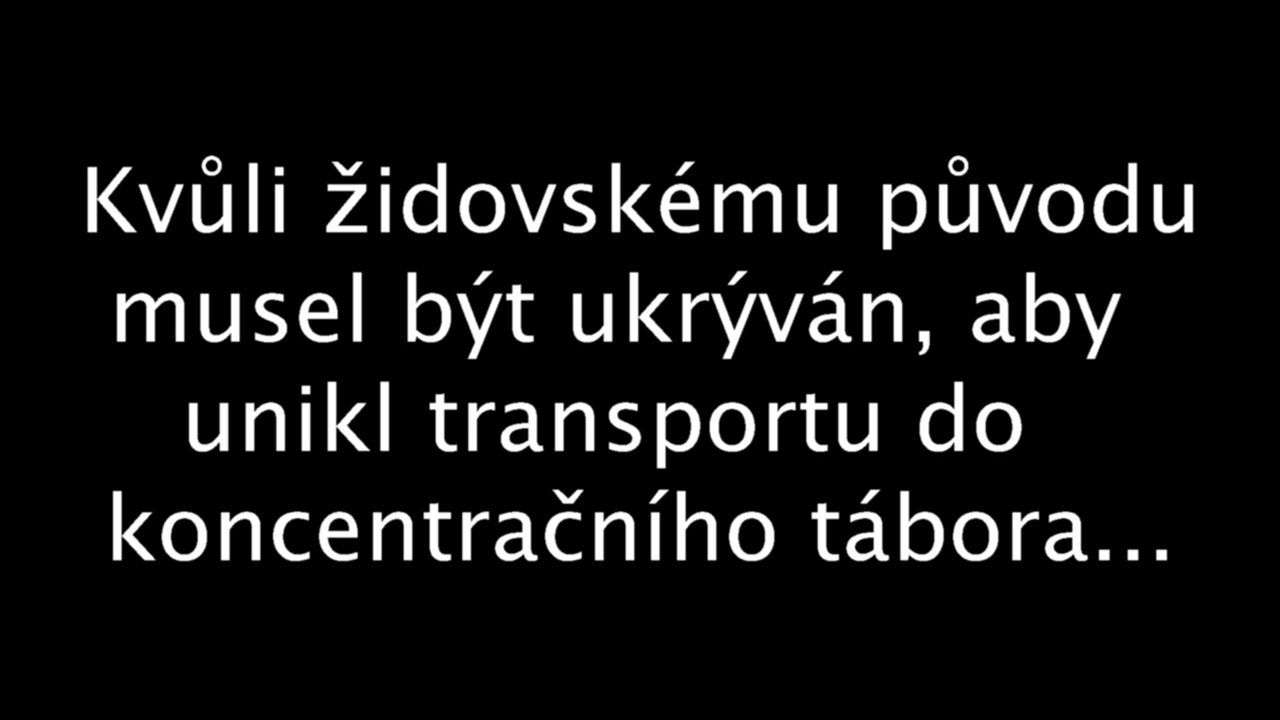 Kvůli židovskému původu
musel být ukrýván, aby
unikl transportu do
koncentračního tábora...